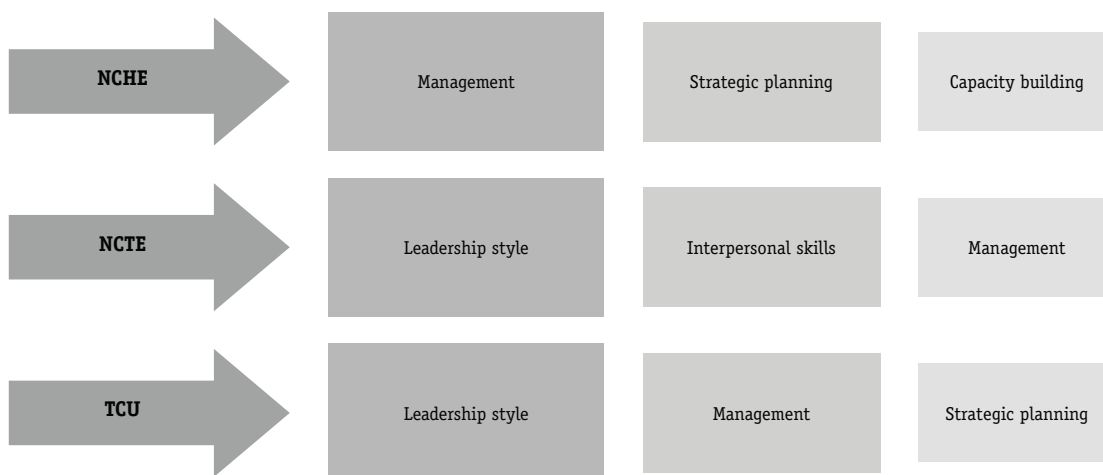 NCHE
Management
Strategic planning
Capacity building
NCTE
Leadership style
Interpersonal skills
Management
TCU
Leadership style
Management
Strategic planning